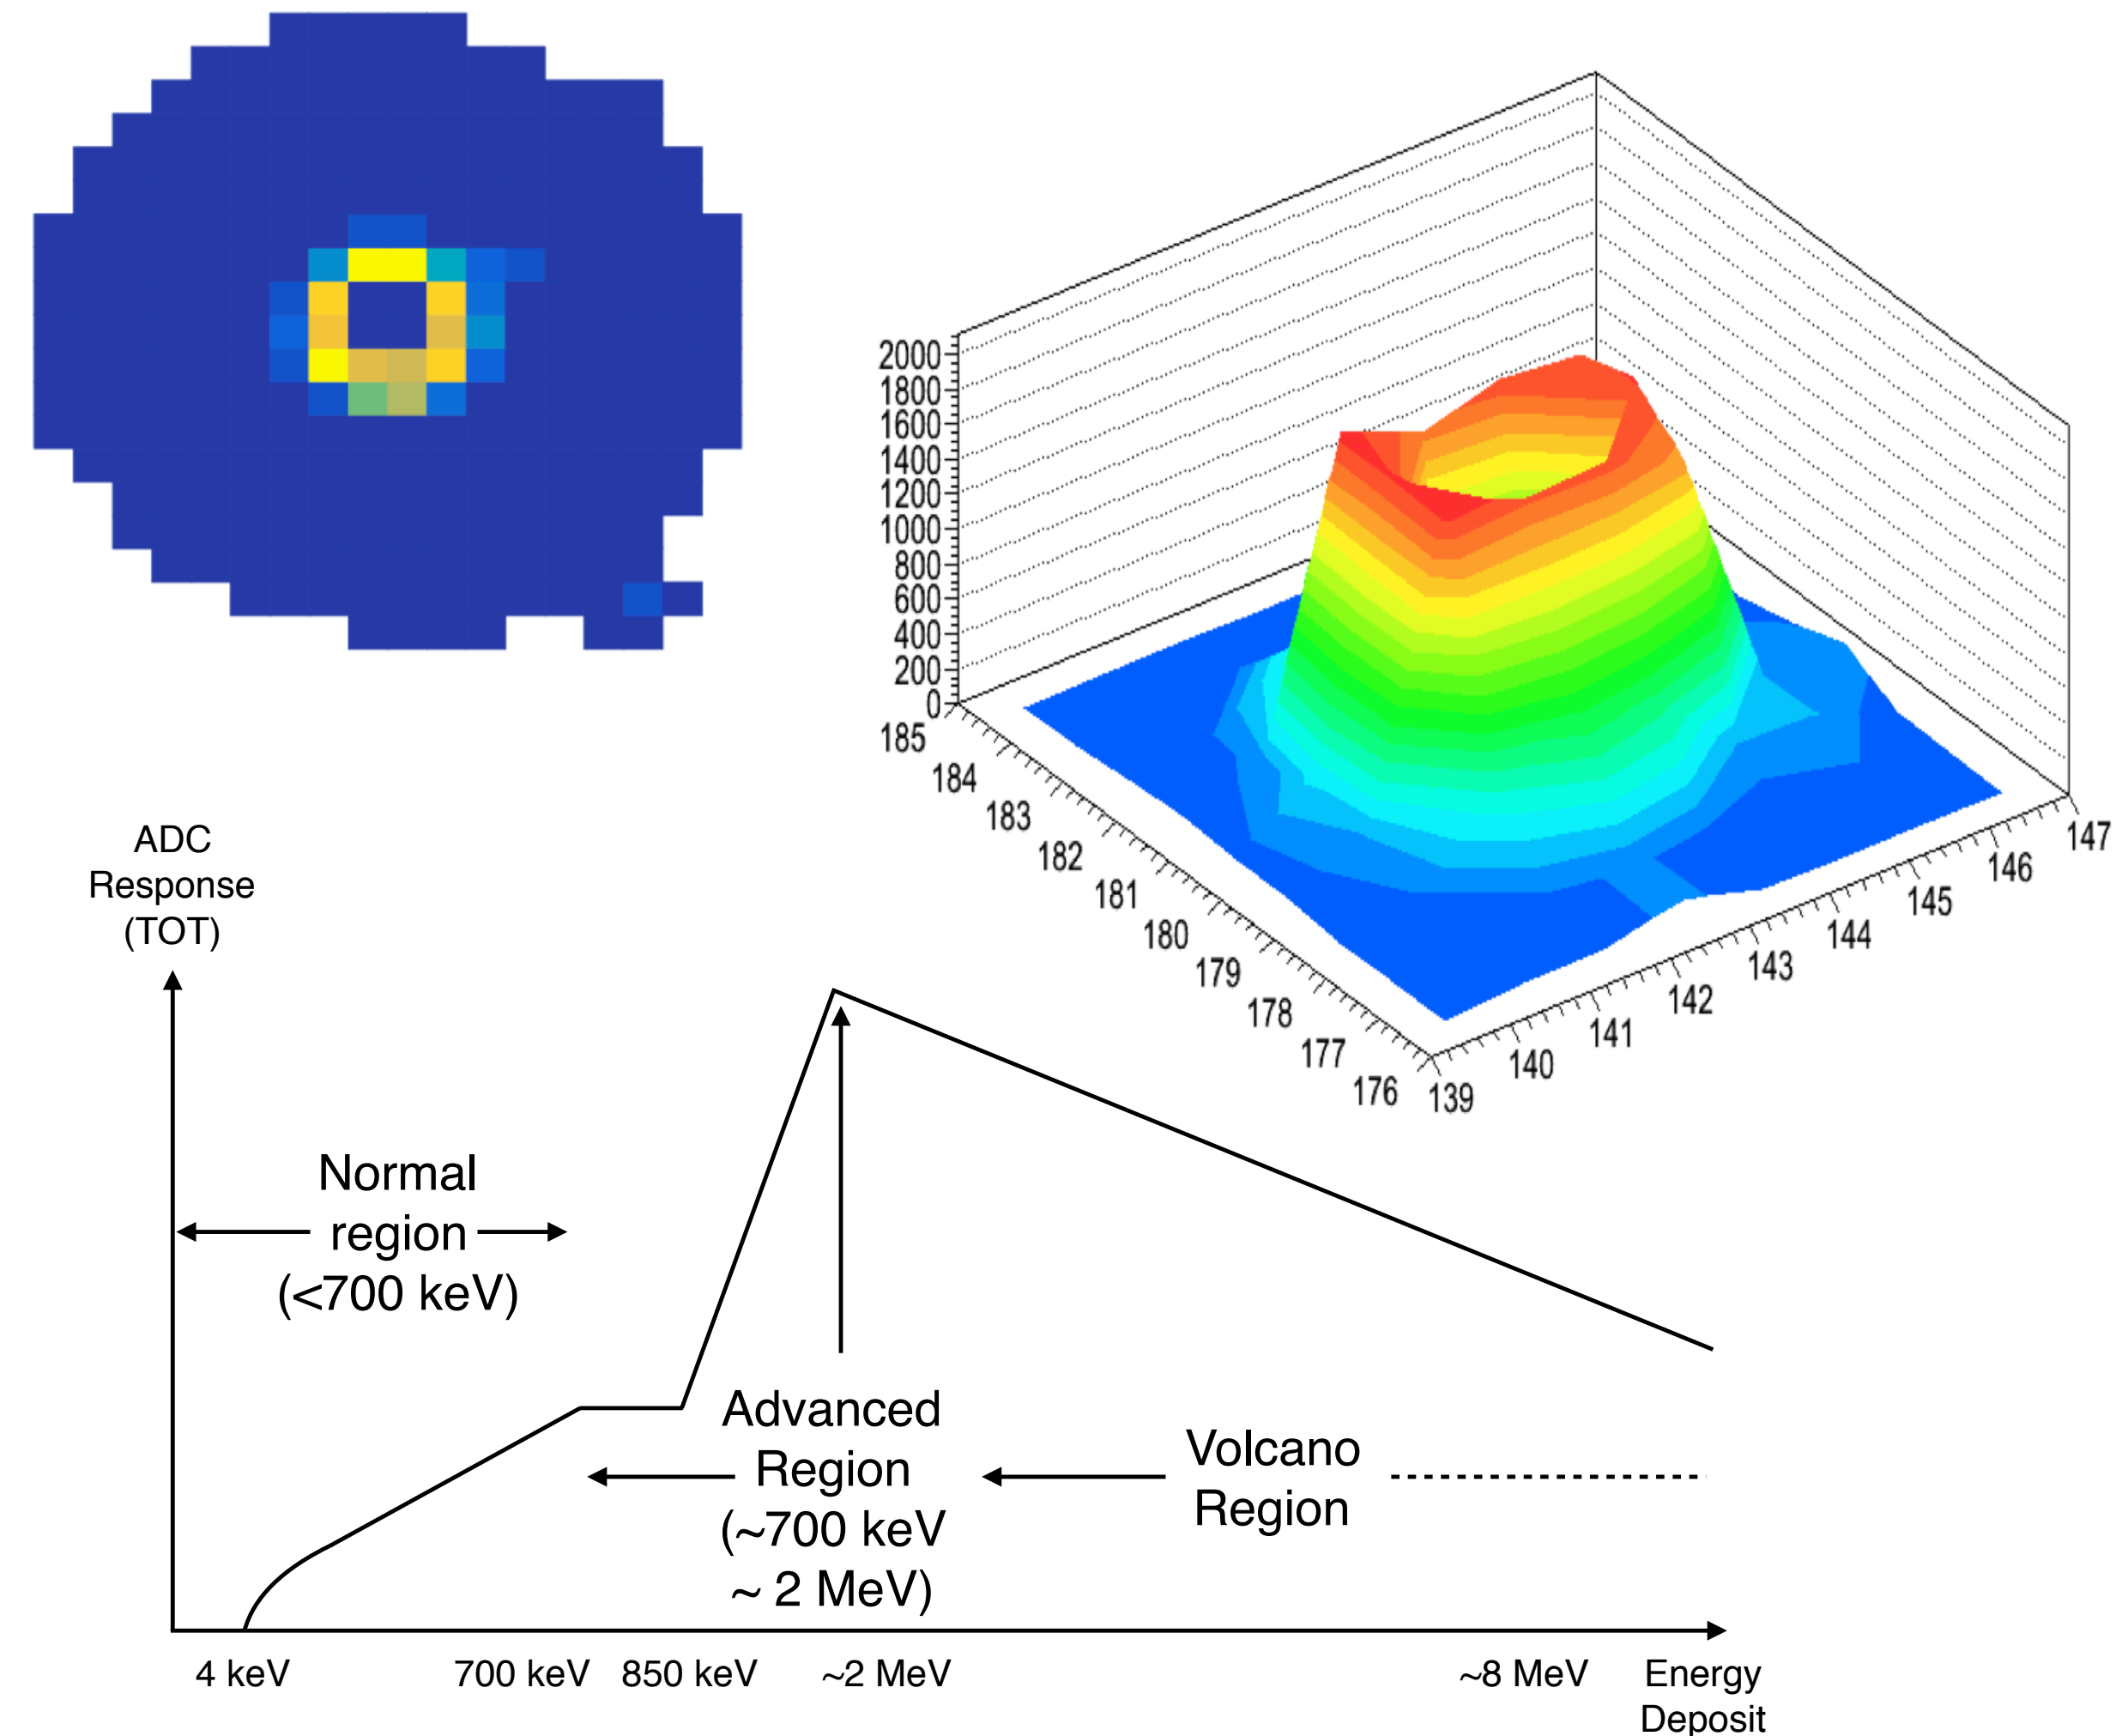 2000
1800
1600
1400
1200
1000
800
600
400
200
0
185
184
183
182
181
180
179
178
177
176
139
140
141
142
143
144
145
146
147
ADC
Response
(TOT)
Normal
region
(<700 keV)
Advanced
Region
(~700 keV
~ 2 MeV)
Volcano
Region
4 keV
700 keV
850 keV
~2 MeV
~8 MeV
Energy
Deposit